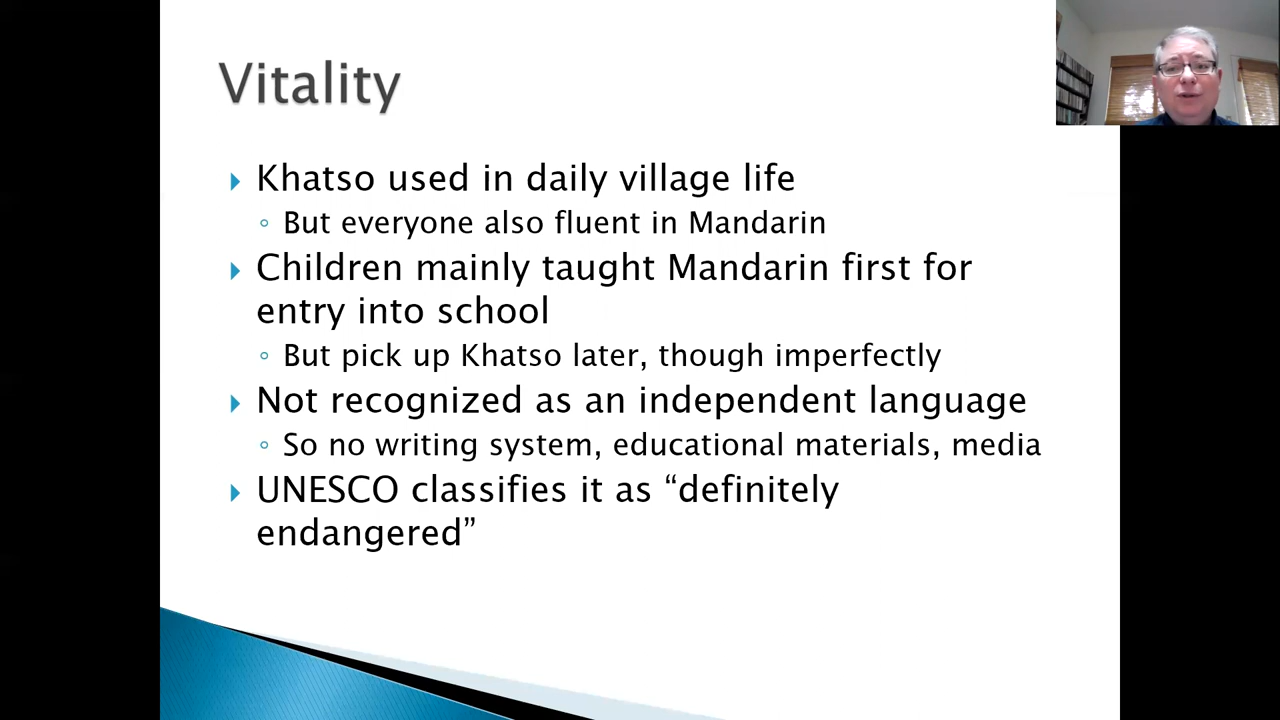 Vitality
Khatso used in daily village life
But everyone also fluent in Mandarin
Children mainly taught Mandarin first for
entry into school
But pick up Khatso later, though imperfectly
Not recognized as an independent language
So no writing system, educational materials, media
UNESCO classifies it as “definitely
endangered”